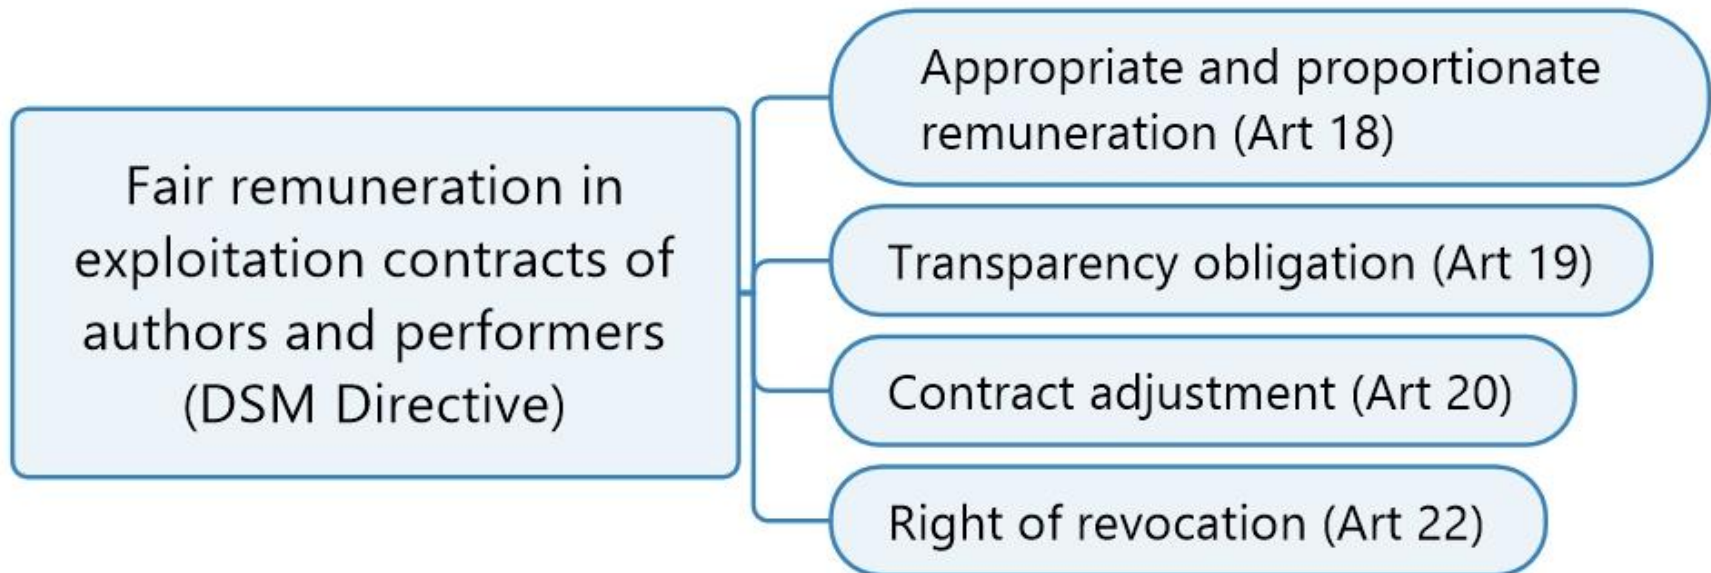 Fair remuneration in
exploitation contracts of
authors and performers
(DSM Directive)
Appropriate and proportionate
remuneration (Art 18)
Transparency obligation (Art 19)
Contract adjustment (Art 20)
Right of revocation (Art 22)